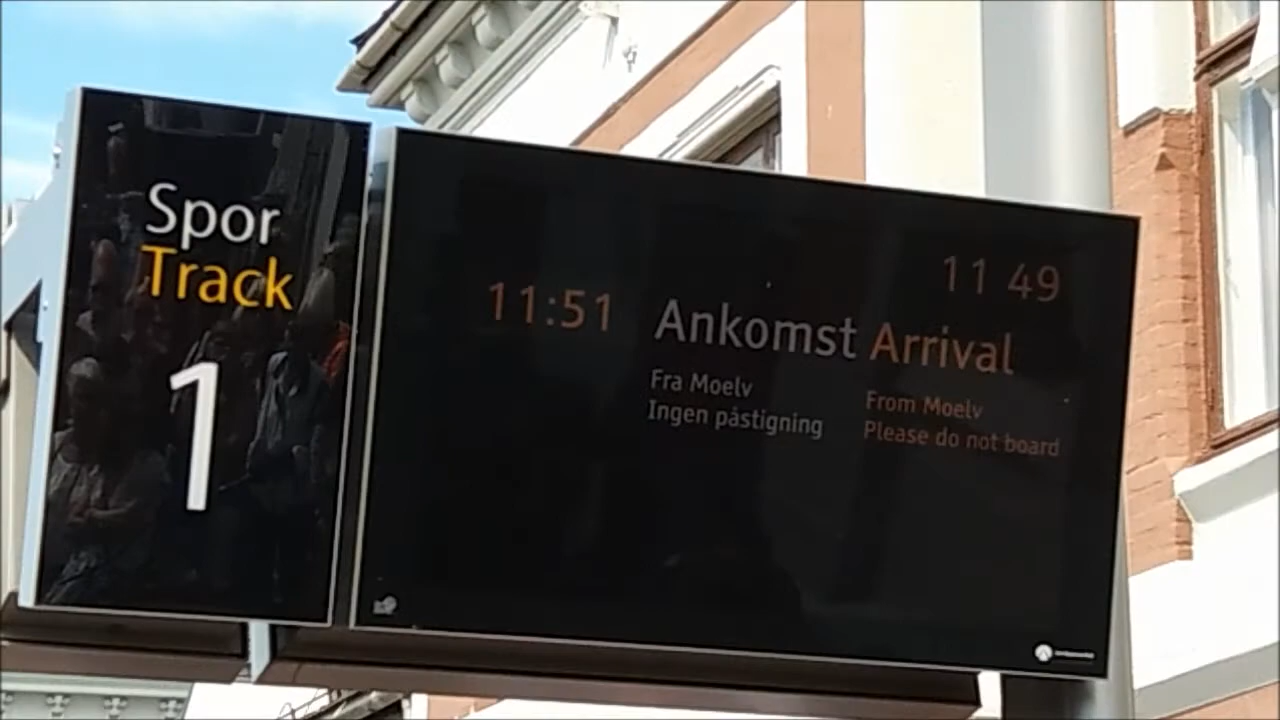 Spor
Track
1
11 49
11:51 Ankomst Arrival
Fra Moelv
Ingen påstigning
From Moelv
Please do not board